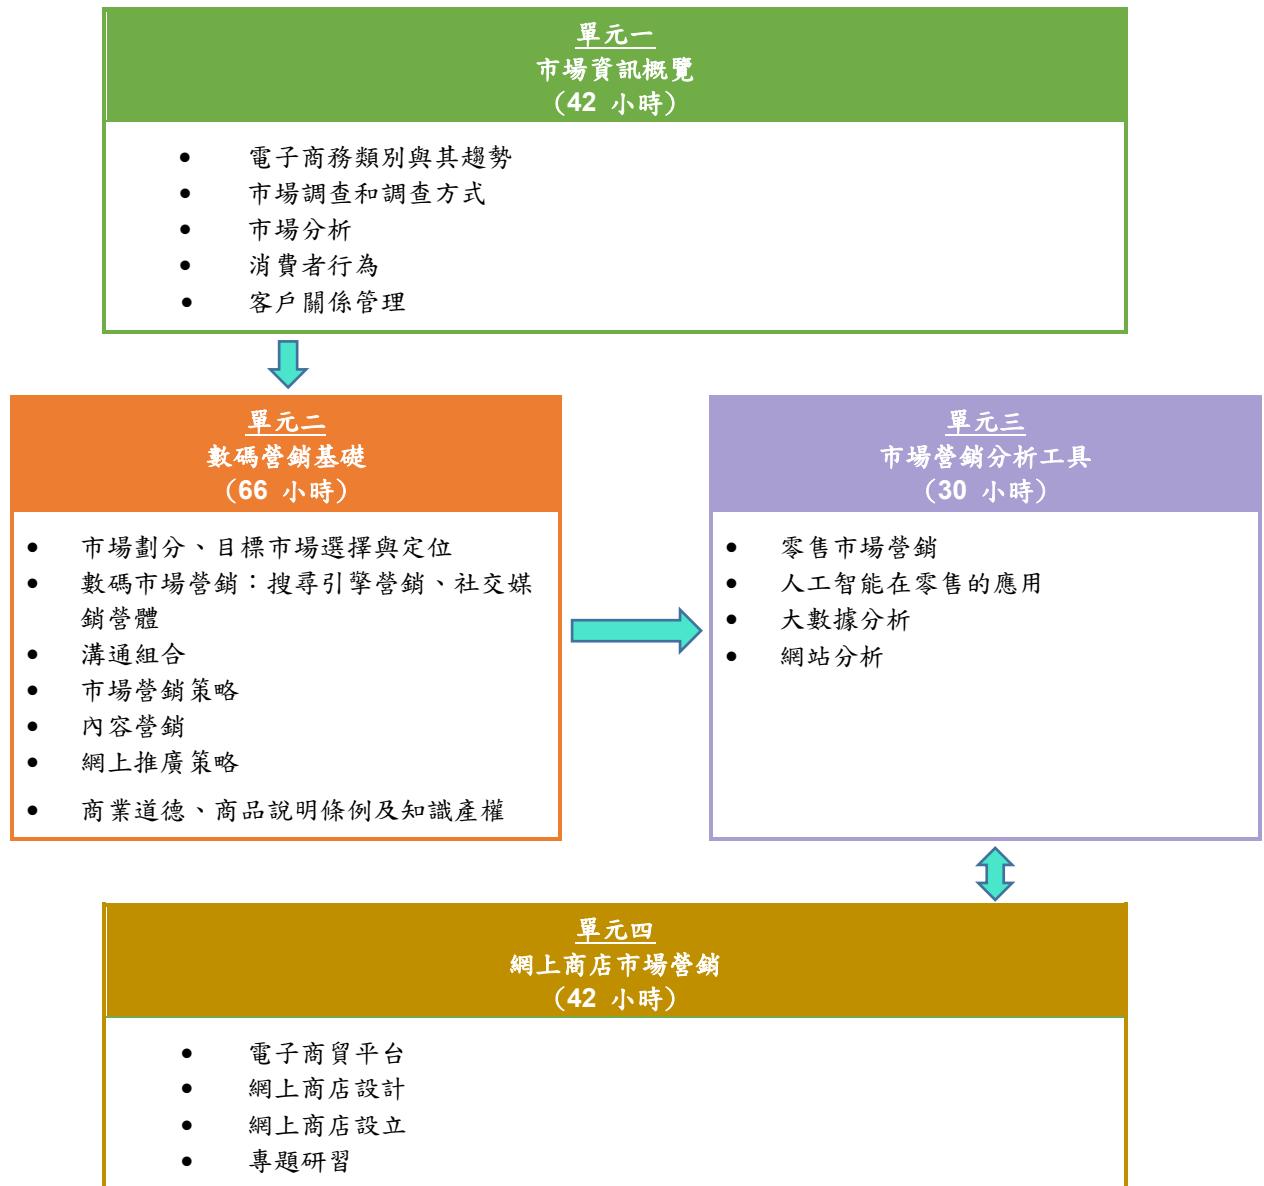 單元一
市場資訊概覽
（42 小時）
• 電子商務類別與其趨勢
• 市場調查和調查方式
• 市場分析
• 消費者行為
• 客戶關係管理
單元二
數碼營銷基礎
（66 小時）
• 市場劃分、目標市場選擇與定位
• 數碼市場營銷：搜尋引擎營銷、社交媒
銷營體
• 溝通組合
• 市場營銷策略
• 內容營銷
• 網上推廣策略
• 商業道德、商品說明條例及知識產權
單元三
市場營銷分析工具
（30 小時）
• 零售市場營銷
• 人工智能在零售的應用
• 大數據分析
• 網站分析
單元四
網上商店市場營銷
（42 小時）
• 電子商貿平台
• 網上商店設計
• 網上商店設立
• 專題研習